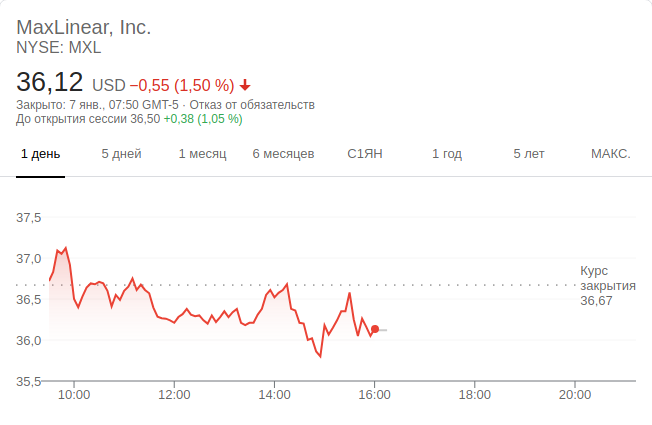 MaxLinear, Inc.
NYSE: MXL
36,12 USD −0,55 (1,50 %)
Закрыто: 7 янв., 07:50 GMT-5 · Отказ от обязательств
До открытия сессии 36,50 +0,38 (1,05 %)
1 день 5 дней 1 месяц 6 месяцев С1ЯН 1 год 5 лет МАКС.
37,5
37,0
Курс
закрытия
36,67
36,5
36,0
35,5
10:00 12:00 14:00 16:00 18:00 20:00